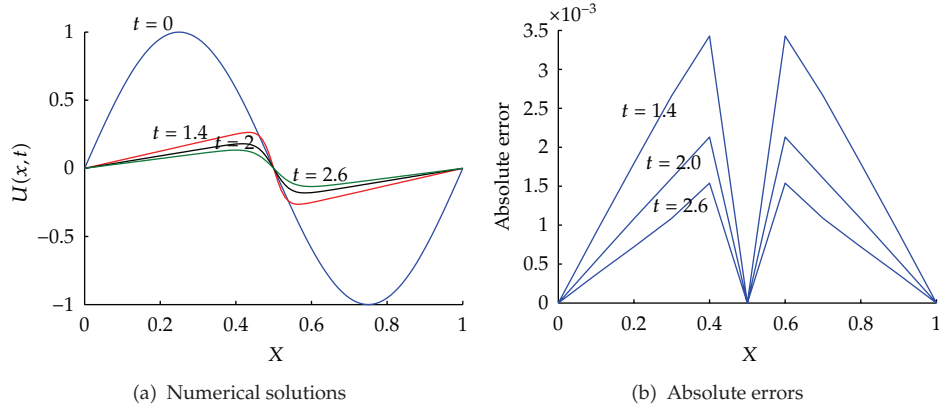 1
0.5
0
−0.5
−1
U(x, t)
t = 0
t = 1.4
t = 2
t = 2.6
0 0.2 0.4 0.6 0.8 1
X
(a) Numerical solutions
×10⁻³
3.5
3
2.5
2
1.5
1
0.5
0
Absolute error
t = 1.4
t = 2.0
t = 2.6
0 0.2 0.4 0.6 0.8 1
X
(b) Absolute errors